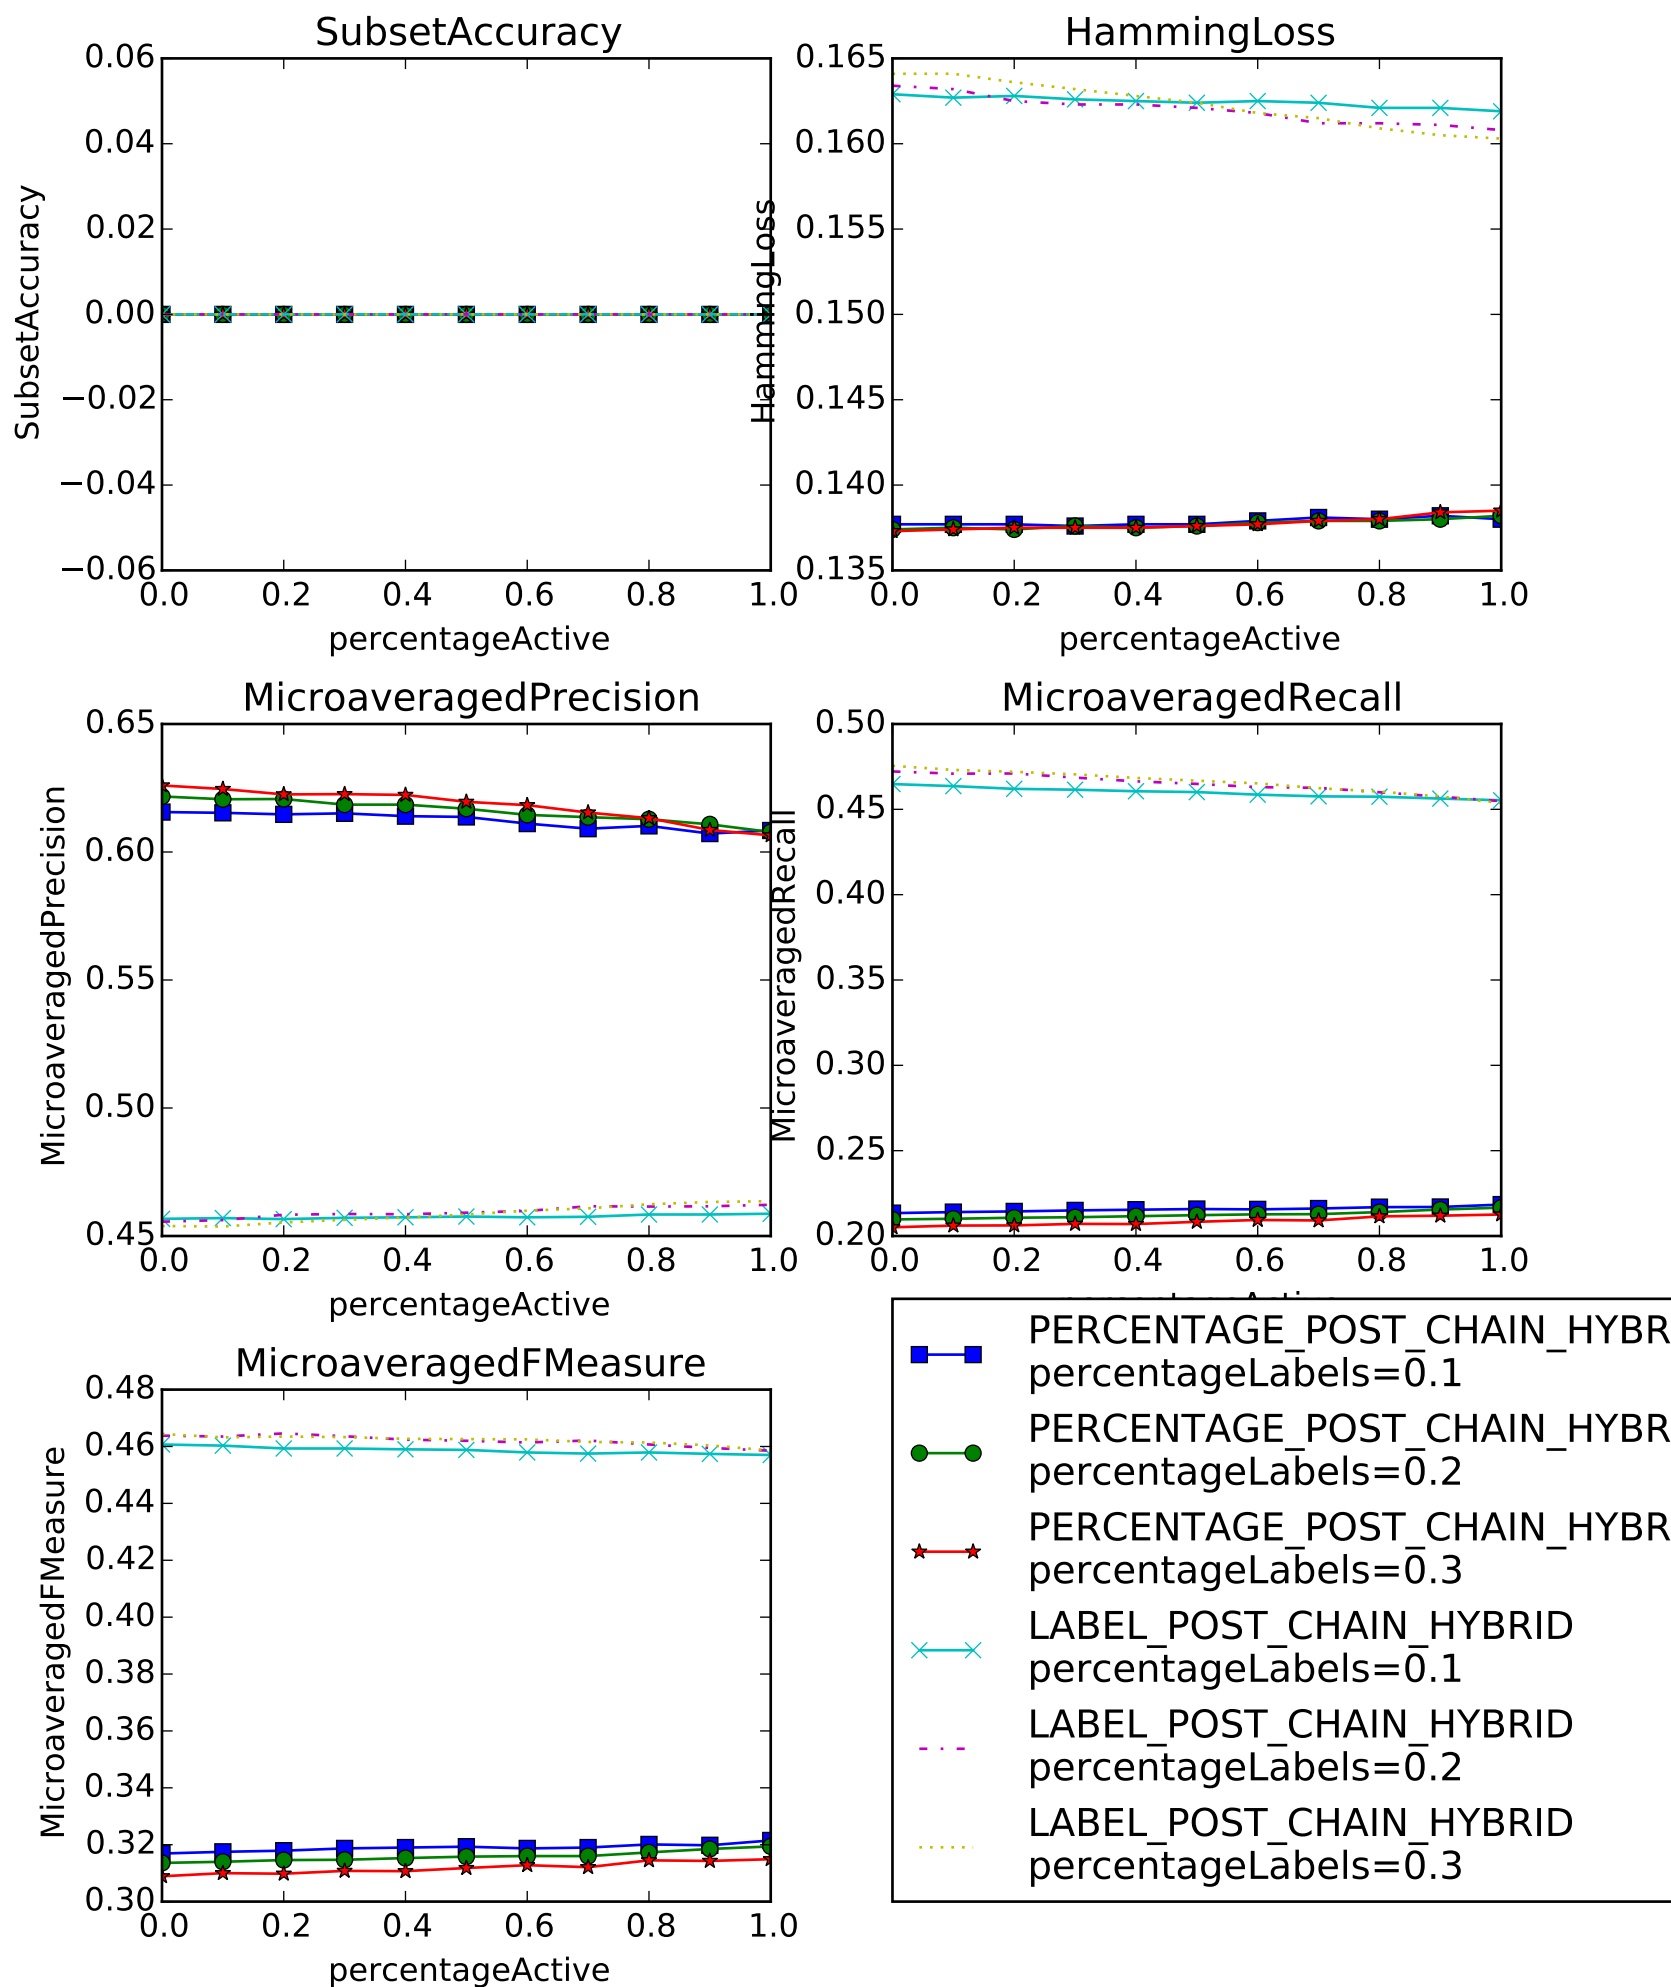 SubsetAccuracy
0.06
0.04
0.02
0.00
−0.02
−0.04
−0.06
SubsetAccuracy
0.0 0.2 0.4 0.6 0.8 1.0
percentageActive
HammingLoss
0.165
0.160
0.155
0.150
0.145
0.140
0.135
HammingLoss
0.0 0.2 0.4 0.6 0.8 1.0
percentageActive
MicroaveragedPrecision
0.65
0.60
0.55
0.50
0.45
MicroaveragedPrecision
0.0 0.2 0.4 0.6 0.8 1.0
percentageActive
MicroaveragedRecall
0.50
0.45
0.40
0.35
0.30
0.25
0.20
MicroaveragedRecall
0.0 0.2 0.4 0.6 0.8 1.0
MicroaveragedFMeasure
0.48
0.46
0.44
0.42
0.40
0.38
0.36
0.34
0.32
0.30
MicroaveragedFMeasure
0.0 0.2 0.4 0.6 0.8 1.0
percentageActive
PERCENTAGE_POST_CHAIN_HYBR
percentageLabels=0.1
PERCENTAGE_POST_CHAIN_HYBR
percentageLabels=0.2
PERCENTAGE_POST_CHAIN_HYBR
percentageLabels=0.3
LABEL_POST_CHAIN_HYBRID
percentageLabels=0.1
LABEL_POST_CHAIN_HYBRID
percentageLabels=0.2
LABEL_POST_CHAIN_HYBRID
percentageLabels=0.3